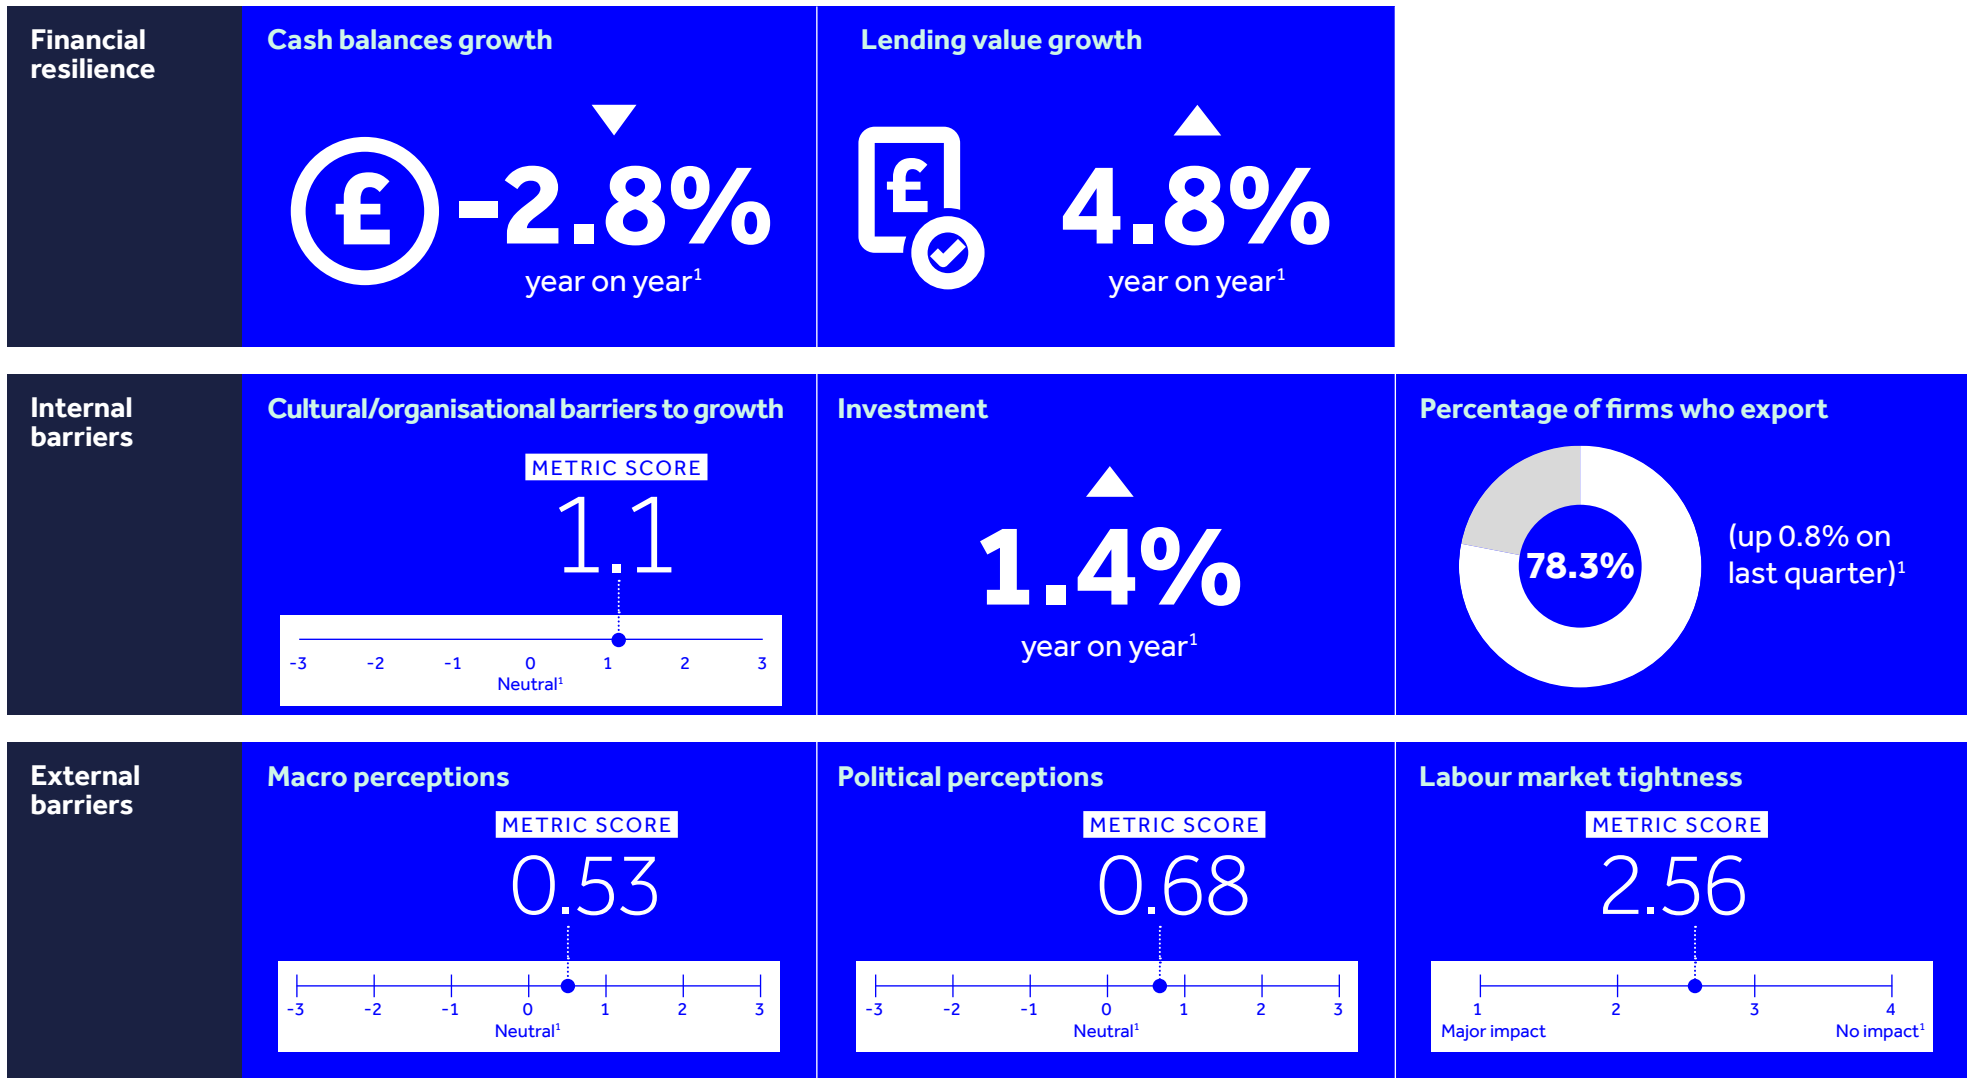 Financial
resilience
Cash balances growth
£ -2.8%
year on year¹
Lending value growth
£ 4.8%
year on year¹
Internal
barriers
Cultural/organisational barriers to growth
METRIC SCORE
1.1
-3 -2 -1 0 1 2 3
Neutral¹
Investment
1.4%
year on year¹
Percentage of firms who export
78.3%
(up 0.8% on
last quarter)¹
External
barriers
Macro perceptions
METRIC SCORE
0.53
-3 -2 -1 0 1 2 3
Neutral¹
Political perceptions
METRIC SCORE
0.68
-3 -2 -1 0 1 2 3
Neutral¹
Labour market tightness
METRIC SCORE
2.56
1 2 3 4
Major impact No impact¹